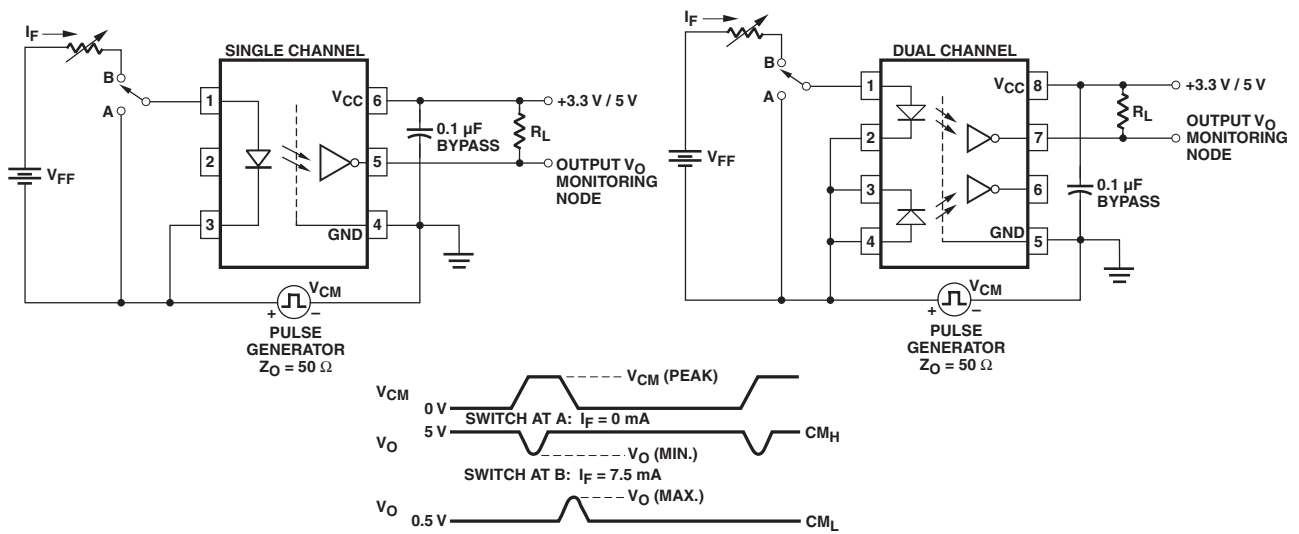 I_F
SINGLE CHANNEL
B
A
1
2
3
V_CC
6
5
4
GND
0.1 µF
BYPASS
R_L
+3.3 V / 5 V
OUTPUT V_O
MONITORING
NODE
V_FF
V_CM
+
–
PULSE
GENERATOR
Z_O = 50 Ω
I_F
DUAL CHANNEL
B
A
1
2
3
4
V_CC
8
7
6
5
GND
R_L
+3.3 V / 5 V
OUTPUT V_O
MONITORING
NODE
0.1 µF
BYPASS
V_FF
V_CM
+
–
PULSE
GENERATOR
Z_O = 50 Ω
V_CM
V_CM (PEAK)
0 V
SWITCH AT A: I_F = 0 mA
V_O
5 V
CM_H
V_O (MIN.)
SWITCH AT B: I_F = 7.5 mA
V_O
0.5 V
V_O (MAX.)
CM_L